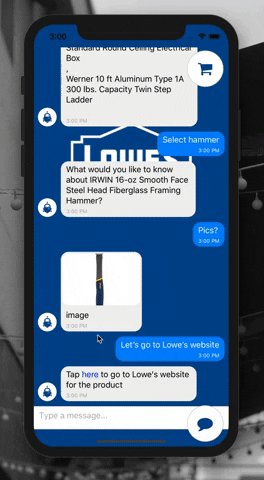 3:00
Standard Round Ceiling Electrical
Box
,
Werner 10 ft Aluminum Type 1A
300 lbs. Capacity Twin Step
Ladder
3:00 PM
LOWE'S
Select hammer
3:00 PM
What would you like to know
about IRWIN 16-oz Smooth Face
Steel Head Fiberglass Framing
Hammer?
3:00 PM
Pics?
3:00 PM
image
3:00 PM
Let's go to Lowe's website
3:00 PM
Tap here to go to Lowe's website
for the product
3:00 PM
Type a message...